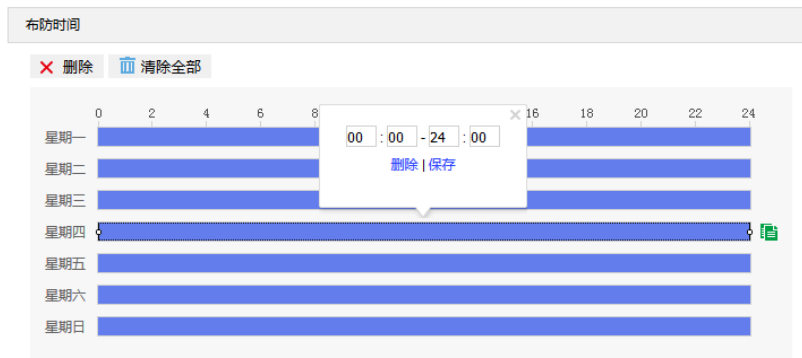 布防时间
删除 清除全部
0 2 4 6 8 16 18 20 22 24
00 : 00 - 24 : 00
删除 | 保存
星期一
星期二
星期三
星期四
星期五
星期六
星期日